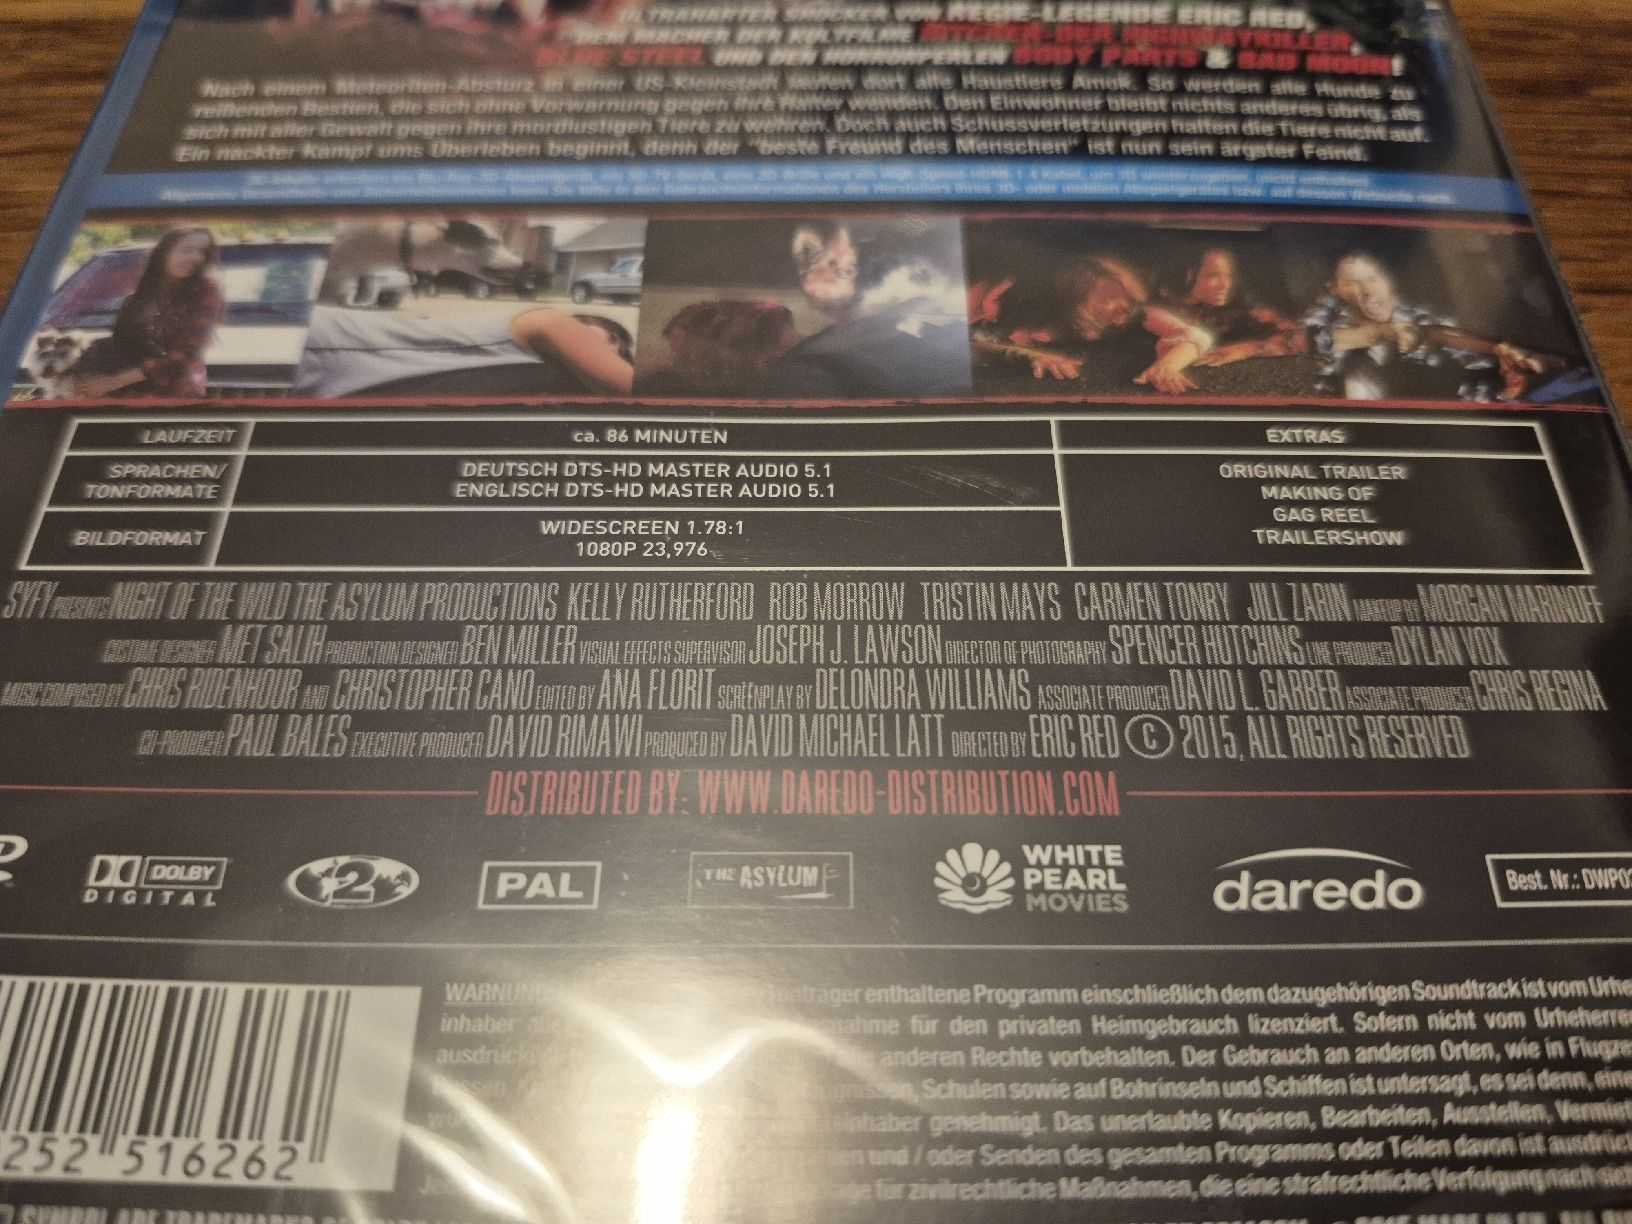 ULTRAHARTER SHOCKER VON REGIE-LEGENDE ERIC RED,
DEM MACHER DER KULTFILME HITCHER-DER HIGHWAYKILLER,
BLUE STEEL UND DEN HORRORPERLEN BODY PARTS & BAD MOON!
Nach einem Meteoriten-Absturz in einer US-Kleinstadt laufen dort alle Haustiere Amok. So werden alle Hunde zu
reißenden Bestien, die sich ohne Vorwarnung gegen ihre Halter wenden. Den Einwohner bleibt nichts anderes übrig, als
sich mit aller Gewalt gegen ihre mordlustigen Tiere zu wehren. Doch auch Schussverletzungen halten die Tiere nicht auf.
Ein nackter Kampf ums Überleben beginnt, denn der "beste Freund des Menschen" ist nun sein ärgster Feind.
LAUFZEIT ca. 86 MINUTEN EXTRAS
SPRACHEN/ DEUTSCH DTS-HD MASTER AUDIO 5.1 ORIGINAL TRAILER
TONFORMATE ENGLISCH DTS-HD MASTER AUDIO 5.1 MAKING OF
GAG REEL
BILDFORMAT WIDESCREEN 1.78:1 TRAILERSHOW
1080P 23,976
SYFY PRESENTS NIGHT OF THE WILD THE ASYLUM PRODUCTIONS KELLY RUTHERFORD ROB MORROW TRISTIN MAYS CARMEN TONRY JILL ZARIN MAKEUP BY MORGAN MARINOFF
COSTUME DESIGNER MET SALIH PRODUCTION DESIGNER BEN MILLER VISUAL EFFECTS SUPERVISOR JOSEPH J. LAWSON DIRECTOR OF PHOTOGRAPHY SPENCER HUTCHINS LINE PRODUCER DYLAN VOX
MUSIC COMPOSED BY CHRIS RIDENHOUR AND CHRISTOPHER CANO EDITED BY ANA FLORIT SCREENPLAY BY DELONDRA WILLIAMS ASSOCIATE PRODUCER DAVID L. GARBER ASSOCIATE PRODUCER CHRIS REGINA
CO-PRODUCER PAUL BALES EXECUTIVE PRODUCER DAVID RIMAWI PRODUCED BY DAVID MICHAEL LATT DIRECTED BY ERIC RED © 2015, ALL RIGHTS RESERVED
DISTRIBUTED BY: WWW.DAREDO-DISTRIBUTION.COM
DOLBY DIGITAL 2 PAL THE ASYLUM WHITE PEARL MOVIES daredo Best. Nr.: DWP0
WARNUNG enthaltene Programm einschließlich dem dazugehörigen Soundtrack ist vom Urhe
inhaber für den privaten Heimgebrauch lizenziert. Sofern nicht vom Urheberre
anderen Rechte vorbehalten. Der Gebrauch an anderen Orten, wie in Flugze
Schulen sowie auf Bohrinseln und Schiffen ist untersagt, es sei denn, eine
genehmigt. Das unerlaubte Kopieren, Bearbeiten, Ausstellen, Vermiet
252 516262 und / oder Senden des gesamten Programms oder Teilen davon ist ausdrück
für zivilrechtliche Maßnahmen, die eine strafrechtliche Verfolgung nach sich